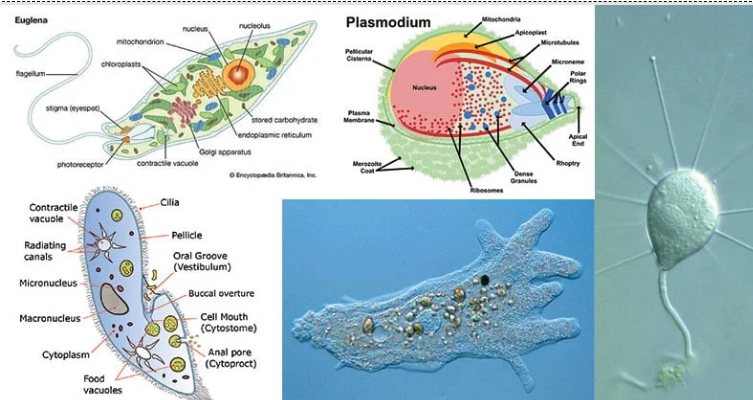 Euglena
nucleus
nucleolus
mitochondrion
chloroplasts
flagellum
stigma (eyespot)
photoreceptor
contractile vacuole
Golgi apparatus
endoplasmic reticulum
stored carbohydrate
© Encyclopædia Britannica, Inc.
Plasmodium
Mitochondria
Apicoplast
Microtubules
Microneme
Polar
Rings
Pellicular
Cisterna
Nucleus
Plasma
Membrane
Apical
End
Rhoptry
Dense
Granules
Ribosomes
Merozoite
Coat
Contractile
vacuole
Radiating
canals
Micronucleus
Macronucleus
Cytoplasm
Food
vacuoles
Cilia
Pellicle
Oral Groove
(Vestibulum)
Buccal overture
Cell Mouth
(Cytostome)
Anal pore
(Cytoproct)